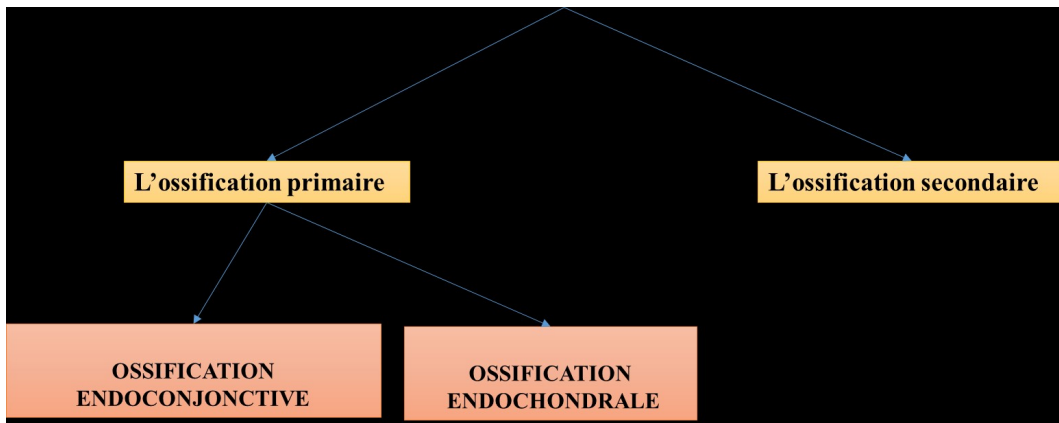 L’ossification primaire
L’ossification secondaire
OSSIFICATION
ENDOCONJONCTIVE
OSSIFICATION
ENDOCHONDRALE